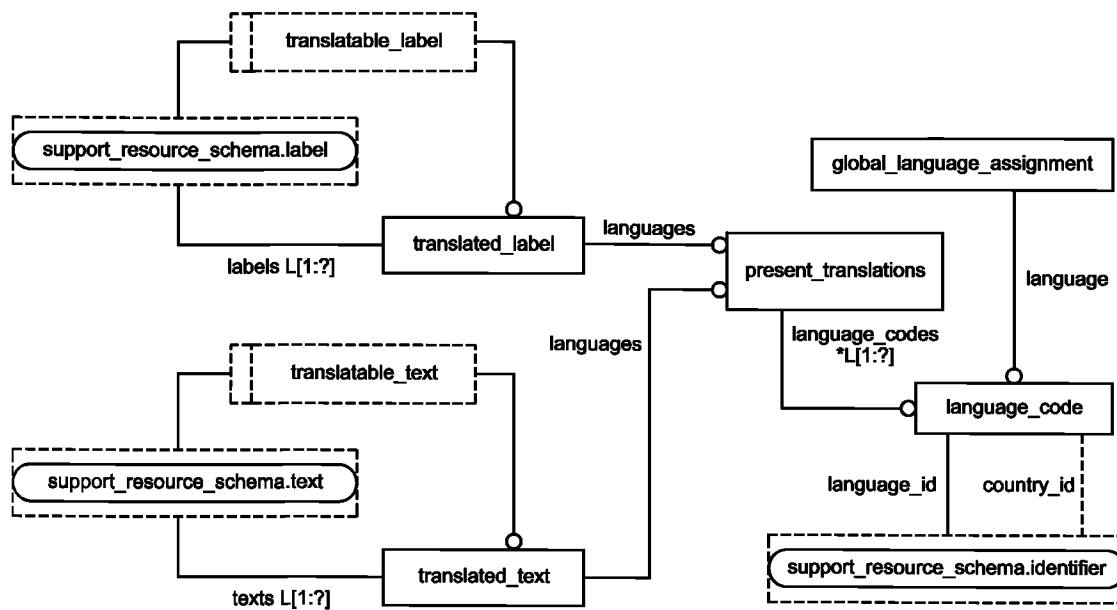 translatable_label
support_resource_schema.label
global_language_assignment
translated_label
languages
labels L[1:?]
present_translations
language
languages
language_codes
*L[1:?]
translatable_text
language_code
support_resource_schema.text
language_id
country_id
translated_text
support_resource_schema.identifier
texts L[1:?]